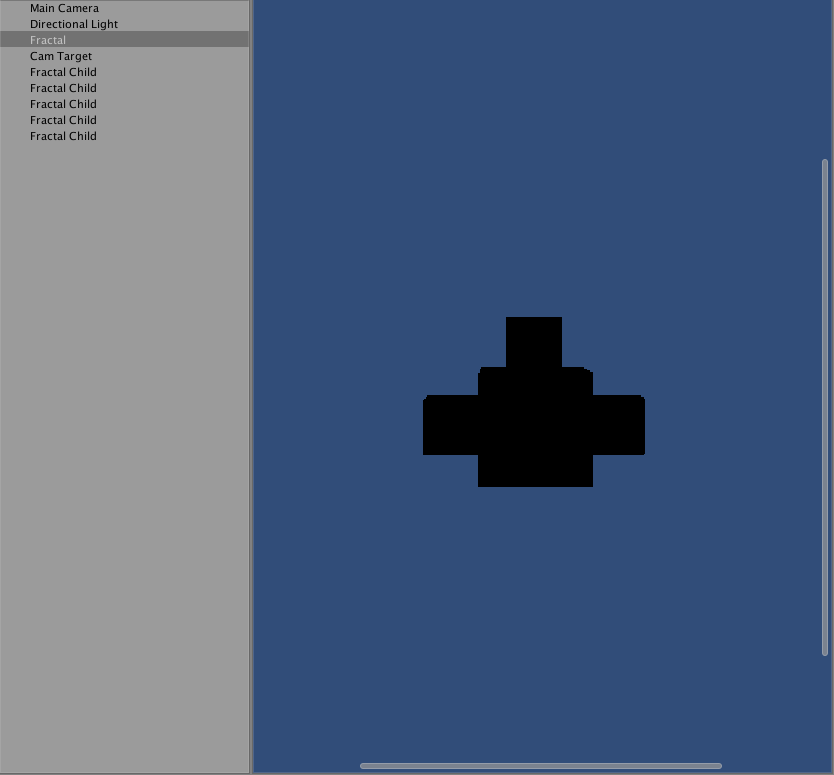 Main Camera
Directional Light
Fractal
Cam Target
Fractal Child
Fractal Child
Fractal Child
Fractal Child
Fractal Child